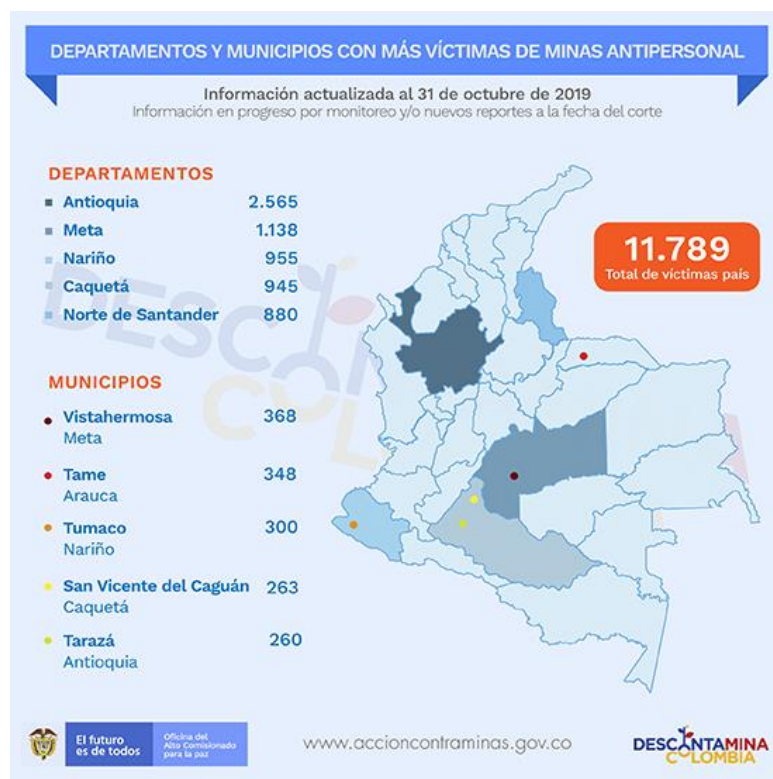 DEPARTAMENTOS Y MUNICIPIOS CON MÁS VÍCTIMAS DE MINAS ANTIPERSONAL
Información actualizada al 31 de octubre de 2019
Información en progreso por monitoreo y/o nuevos reportes a la fecha del corte
DEPARTAMENTOS
Antioquia 2.565
Meta 1.138
Nariño 955
Caquetá 945
Norte de Santander 880
11.789
Total de víctimas país
MUNICIPIOS
Vistahermosa 368
Meta
Tame 348
Arauca
Tumaco 300
Nariño
San Vicente del Caguán 263
Caquetá
Tarazá 260
Antioquia
El futuro
es de todos
Oficina del
Alto Comisionado
para la paz
www.accioncontraminas.gov.co
DESCONTAMINA
COLOMBIA